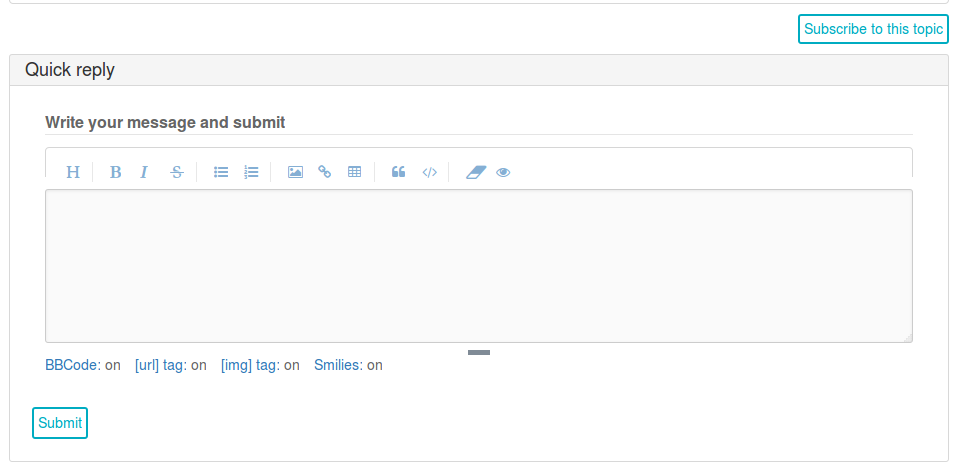 Subscribe to this topic
Quick reply
Write your message and submit
H B I S
BBCode: on [url] tag: on [img] tag: on Smilies: on
Submit